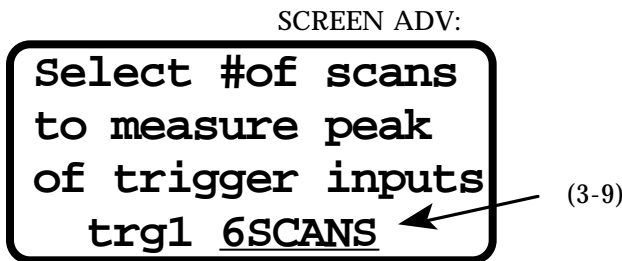 SCREEN ADV:
Select #of scans
to measure peak
of trigger inputs
trg1 6SCANS
(3-9)